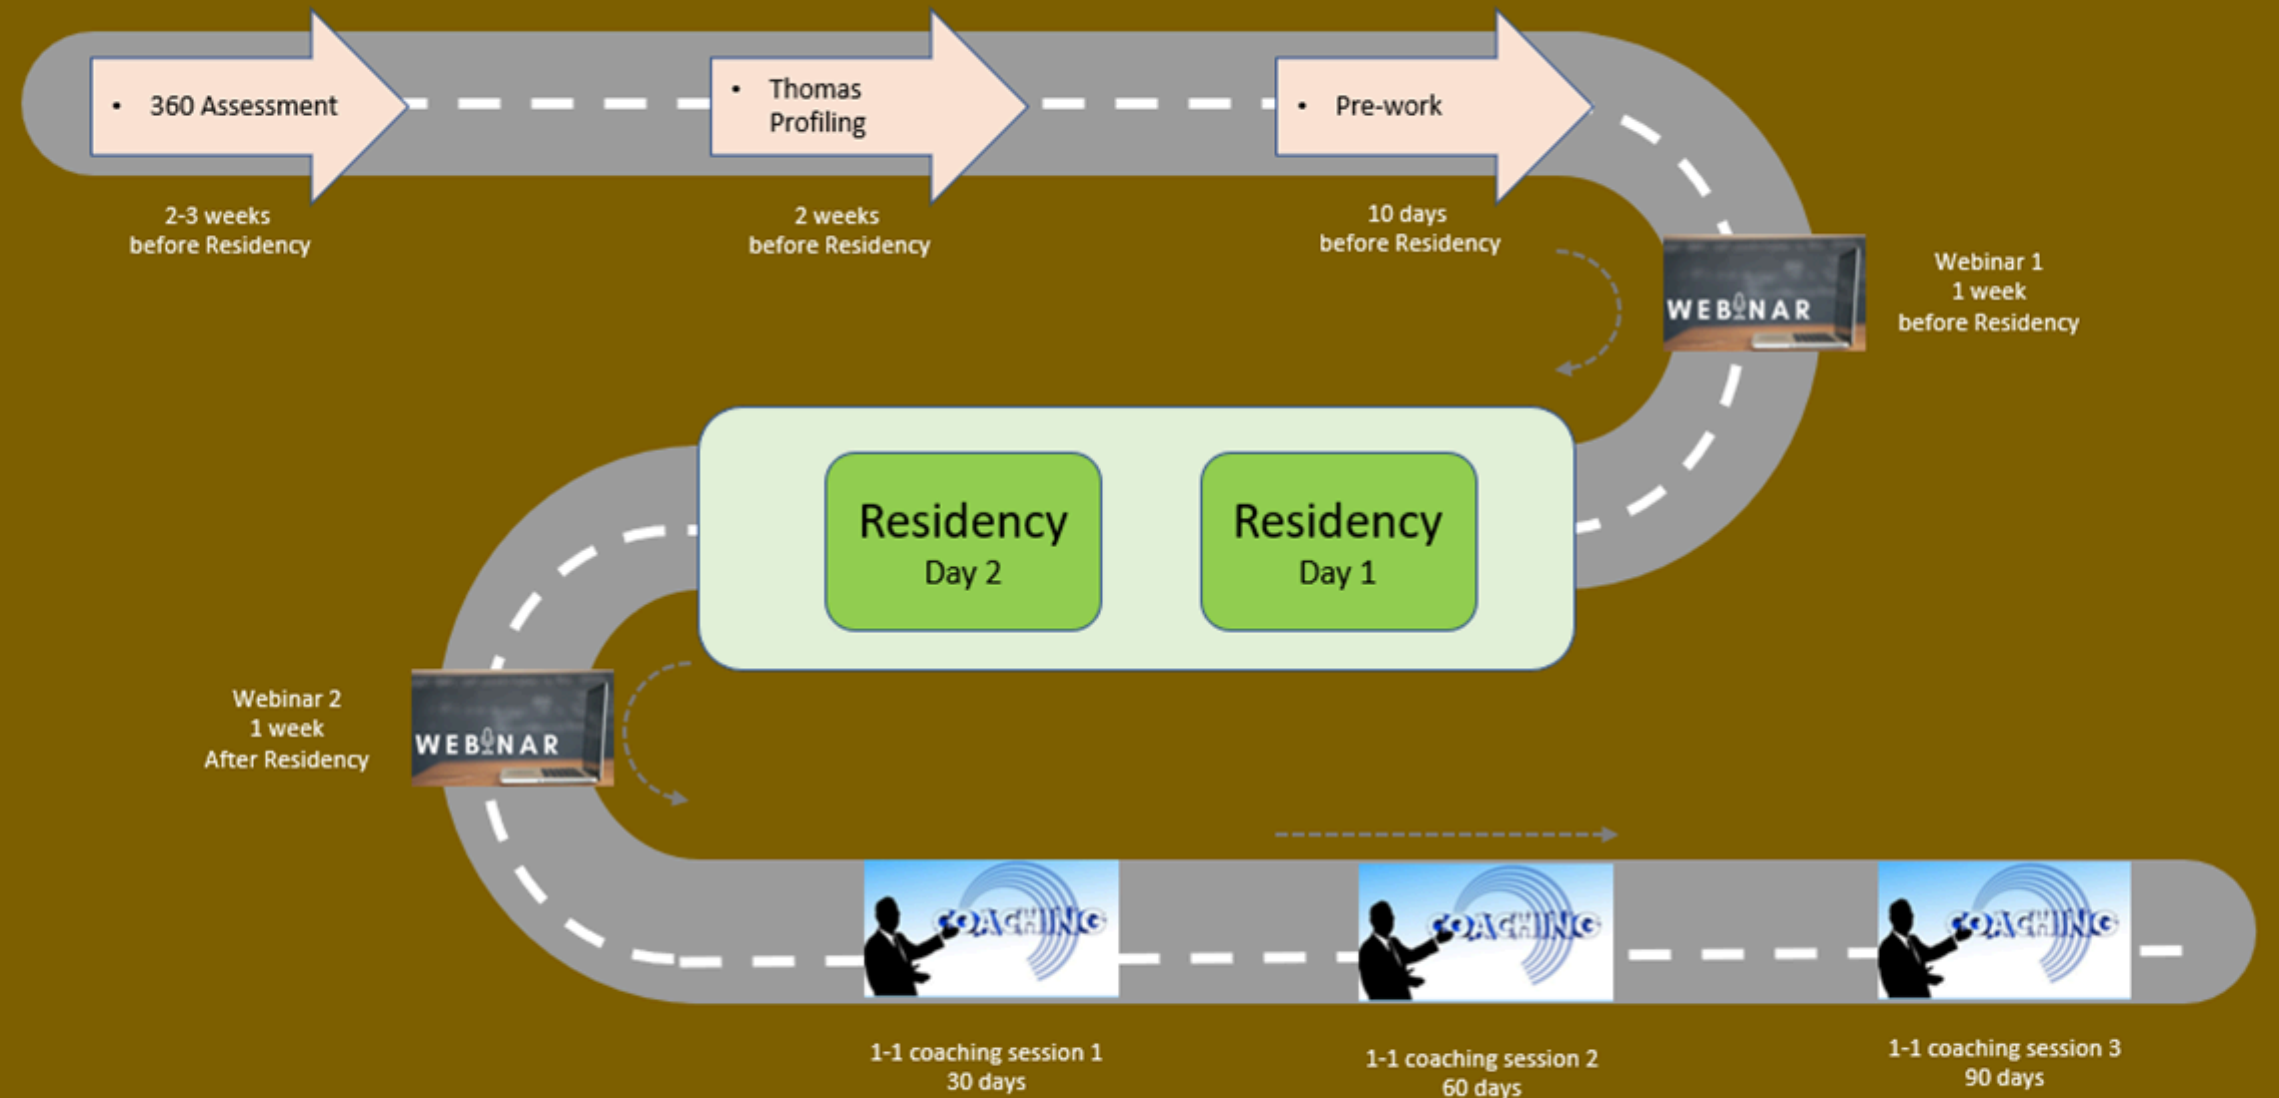 • 360 Assessment
• Thomas
Profiling
• Pre-work
2-3 weeks
before Residency
2 weeks
before Residency
10 days
before Residency
WEBINAR
Webinar 1
1 week
before Residency
Residency
Day 2
Residency
Day 1
Webinar 2
1 week
After Residency
WEBINAR
COACHING
COACHING
COACHING
1-1 coaching session 1
30 days
1-1 coaching session 2
60 days
1-1 coaching session 3
90 days